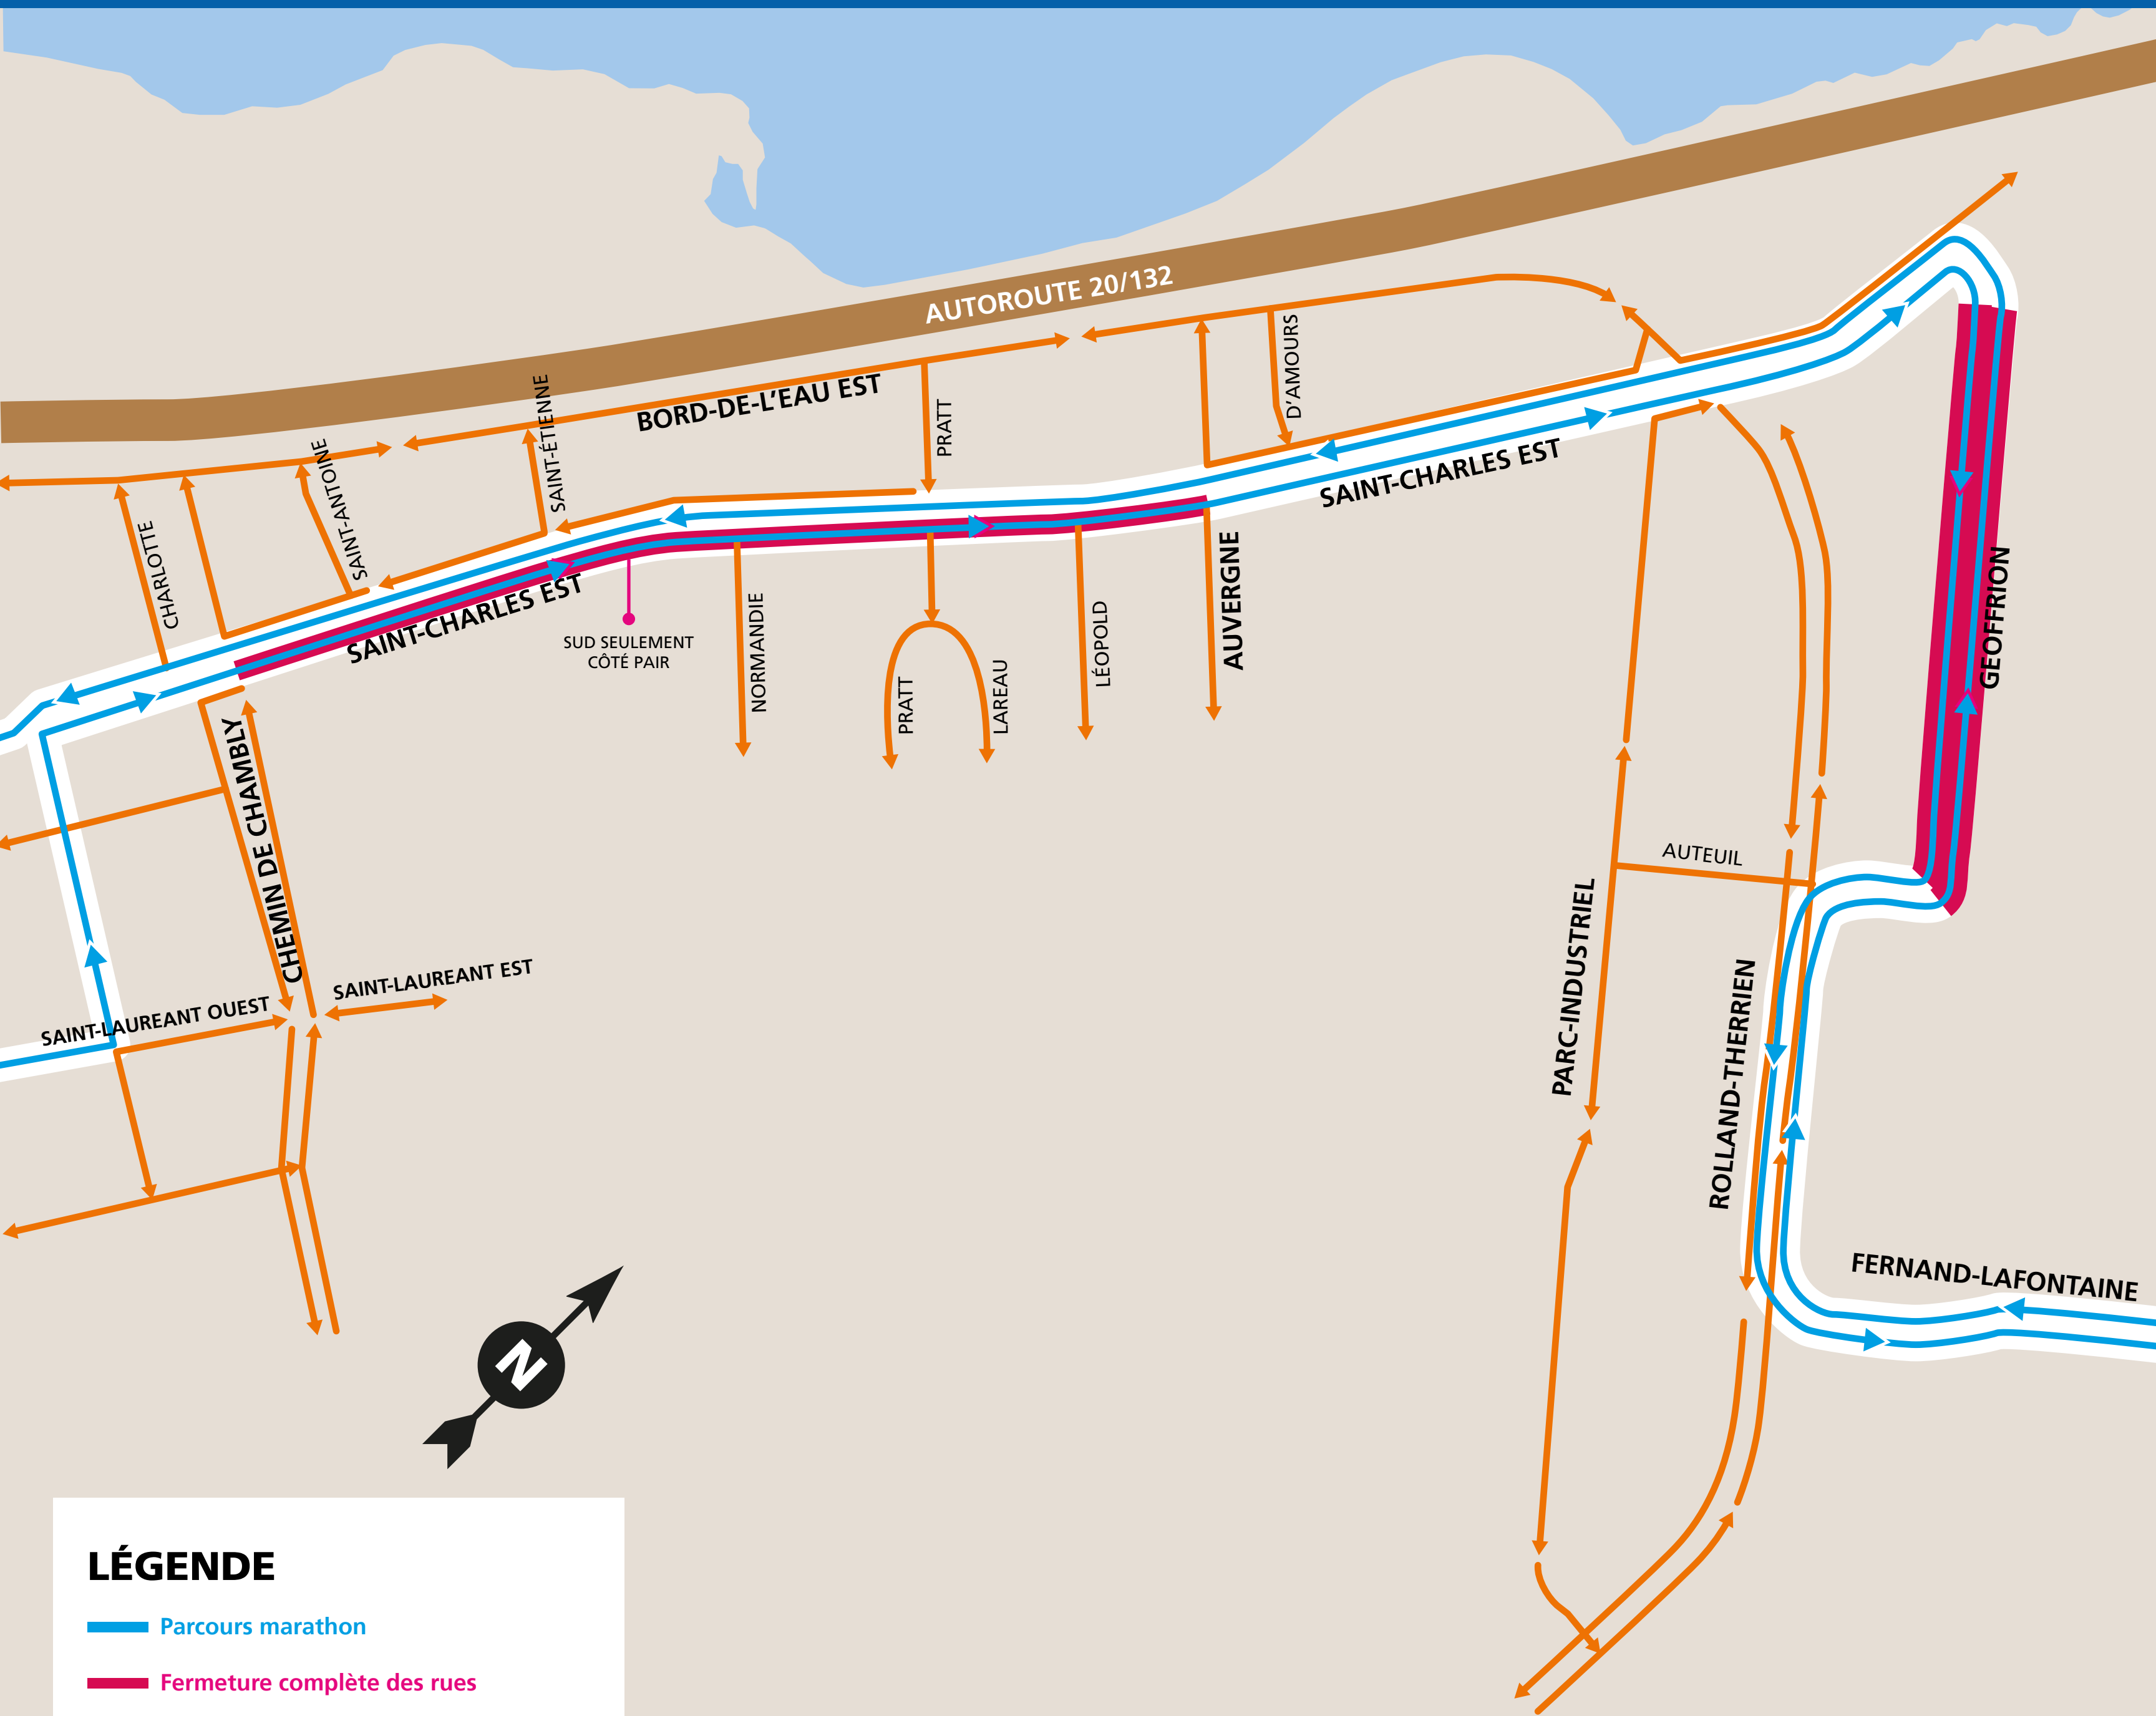 AUTOROUTE 20/132
D'AMOURS
BORD-DE-L'EAU EST
SAINT-ÉTIENNE
PRATT
SAINT-ANTOINE
CHARLOTTE
SAINT-CHARLES EST
SAINT-CHARLES EST
SUD SEULEMENT
CÔTÉ PAIR
NORMANDIE
PRATT
LAREAU
LÉOPOLD
AUVERGNE
GEOFFRION
CHEMIN DE CHAMBLY
AUTEUIL
PARC-INDUSTRIEL
ROLLAND-THERRIEN
SAINT-LAUREANT EST
SAINT-LAUREANT OUEST
FERNAND-LAFONTAINE
N
LÉGENDE
Parcours marathon
Fermeture complète des rues